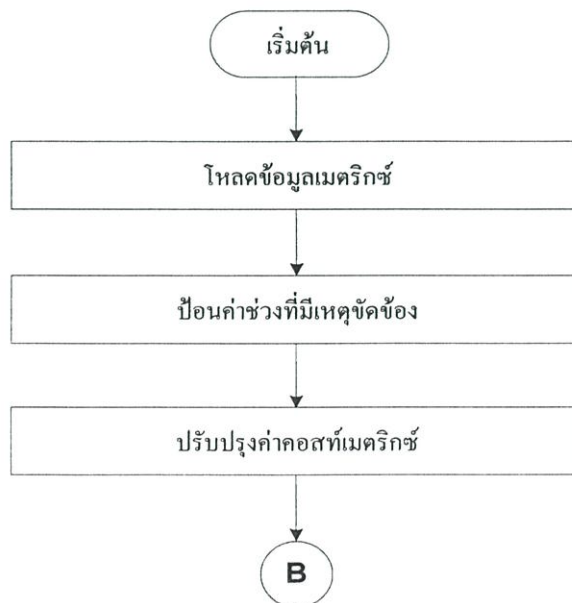 เริ่มต้น
โหลดข้อมูลเมตริกซ์
ป้อนค่าช่วงที่มีเหตุขัดข้อง
ปรับปรุงค่าคอสท์เมตริกซ์
B